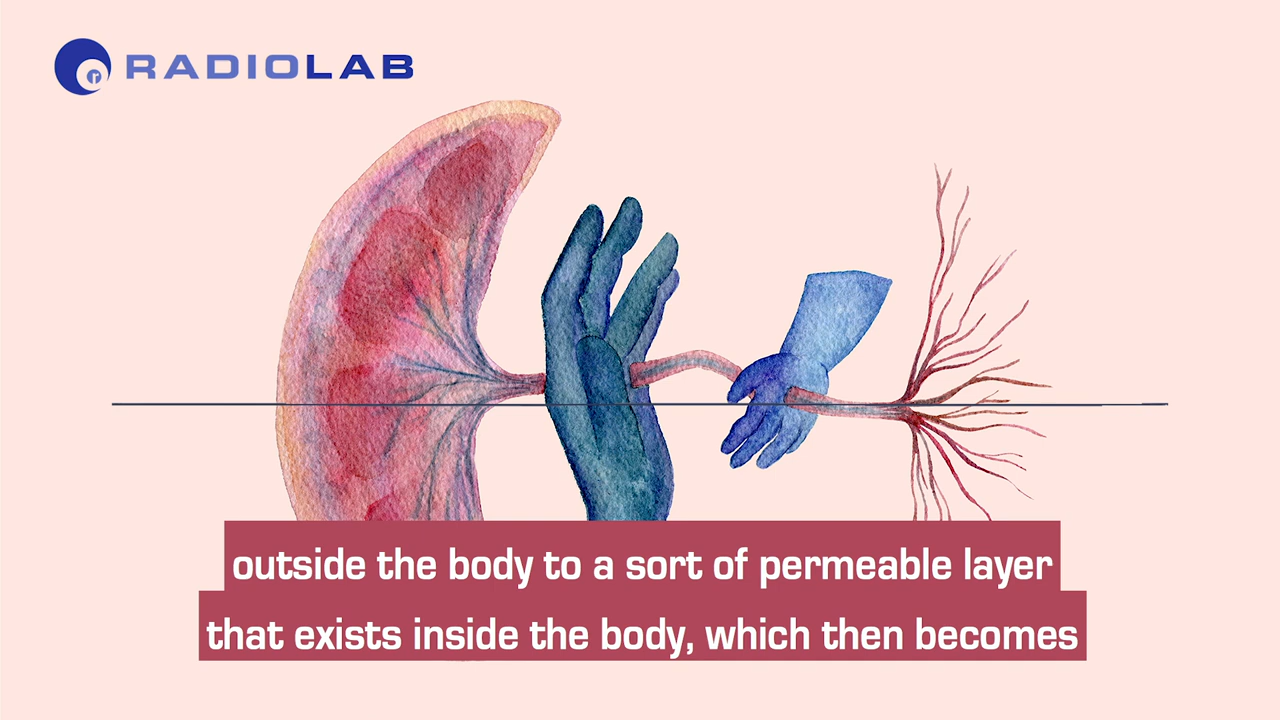 RADIOLAB
outside the body to a sort of permeable layer
that exists inside the body, which then becomes